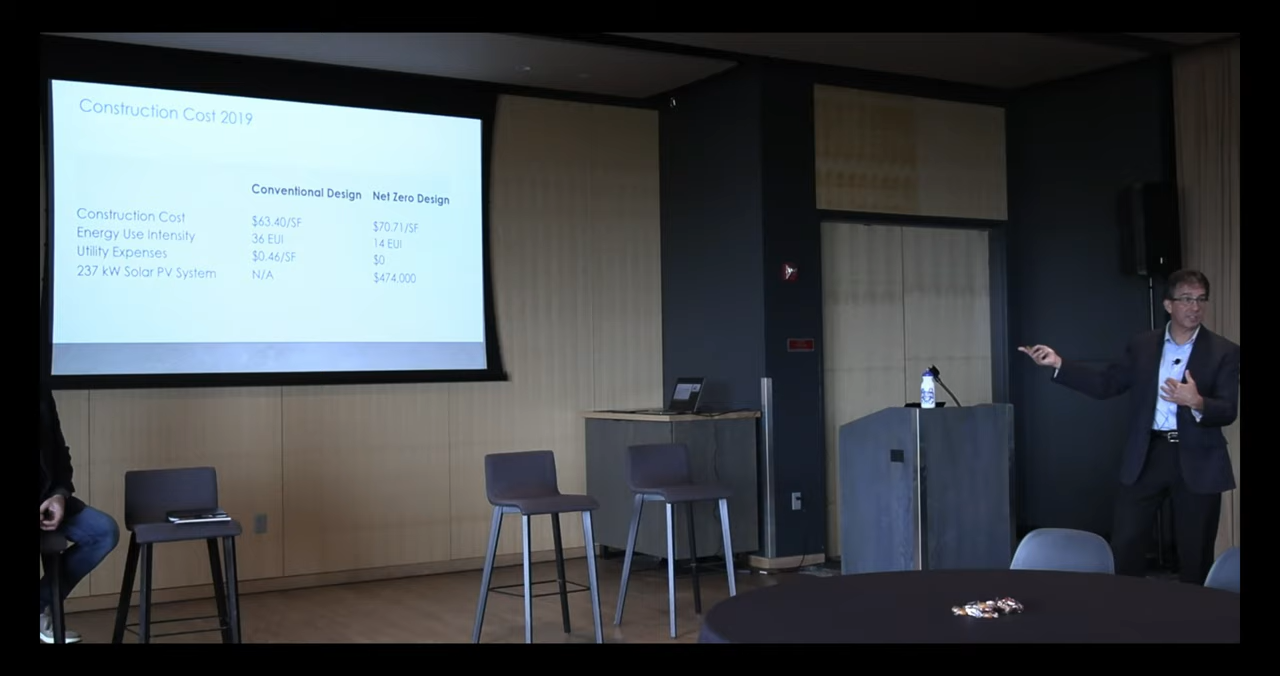 Construction Cost 2019
Conventional Design Net Zero Design
Construction Cost $63.40/SF $70.71/SF
Energy Use Intensity 36 EUI 14 EUI
Utility Expenses $0.46/SF $0
237 kW Solar PV System N/A $474,000